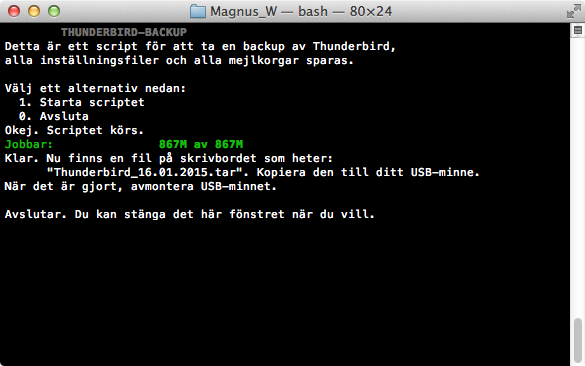 Magnus_W — bash — 80×24
THUNDERBIRD-BACKUP
Detta är ett script för att ta en backup av Thunderbird,
alla inställningsfiler och alla mejlkorgar sparas.
Välj ett alternativ nedan:
1. Starta scriptet
0. Avsluta
Okej. Scriptet körs.
Jobbar: 867M av 867M
Klar. Nu finns en fil på skrivbordet som heter:
"Thunderbird_16.01.2015.tar". Kopiera den till ditt USB-minne.
När det är gjort, avmontera USB-minnet.
Avslutar. Du kan stänga det här fönstret när du vill.